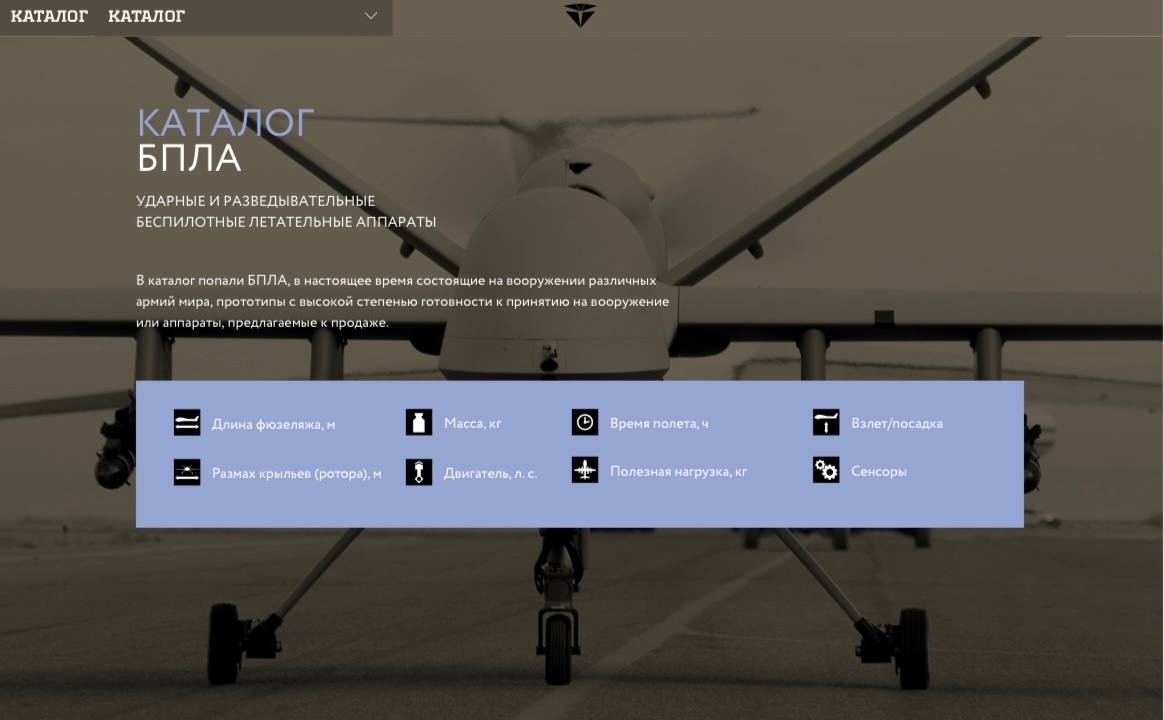 КАТАЛОГ КАТАЛОГ
КАТАЛОГ
БПЛА
УДАРНЫЕ И РАЗВЕДЫВАТЕЛЬНЫЕ
БЕСПИЛОТНЫЕ ЛЕТАТЕЛЬНЫЕ АППАРАТЫ
В каталог попали БПЛА, в настоящее время состоящие на вооружении различных
армий мира, прототипы с высокой степенью готовности к принятию на вооружение
или аппараты, предлагаемые к продаже.
Длина фюзеляжа, м
Масса, кг
Время полета, ч
Взлет/посадка
Размах крыльев (ротора), м
Двигатель, л. с.
Полезная нагрузка, кг
Сенсоры